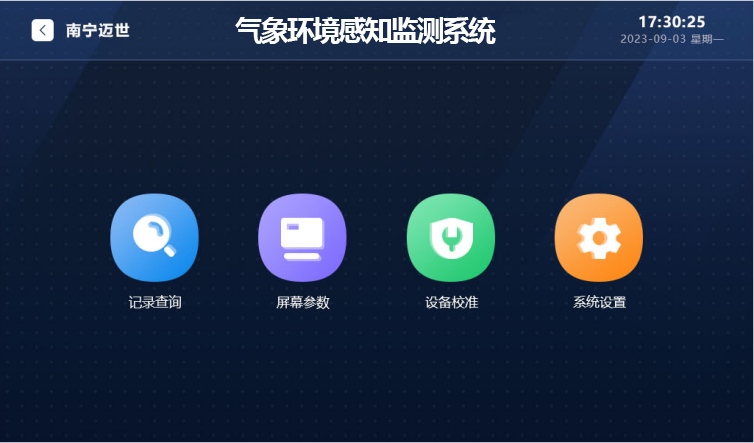 南宁迈世
气象环境感知监测系统
17:30:25
2023-09-03 星期一
记录查询
屏幕参数
设备校准
系统设置